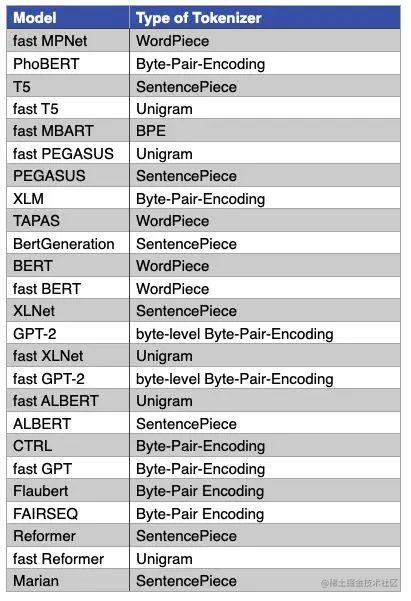 Model Type of Tokenizer
fast MPNet WordPiece
PhoBERT Byte-Pair-Encoding
T5 SentencePiece
fast T5 Unigram
fast MBART BPE
fast PEGASUS Unigram
PEGASUS SentencePiece
XLM Byte-Pair-Encoding
TAPAS WordPiece
BertGeneration SentencePiece
BERT WordPiece
fast BERT WordPiece
XLNet SentencePiece
GPT-2 byte-level Byte-Pair-Encoding
fast XLNet Unigram
fast GPT-2 byte-level Byte-Pair-Encoding
fast ALBERT Unigram
ALBERT SentencePiece
CTRL Byte-Pair-Encoding
fast GPT Byte-Pair-Encoding
Flaubert Byte-Pair Encoding
FAIRSEQ Byte-Pair Encoding
Reformer SentencePiece
fast Reformer Unigram
Marian SentencePiece
@稀土掘金技术社区